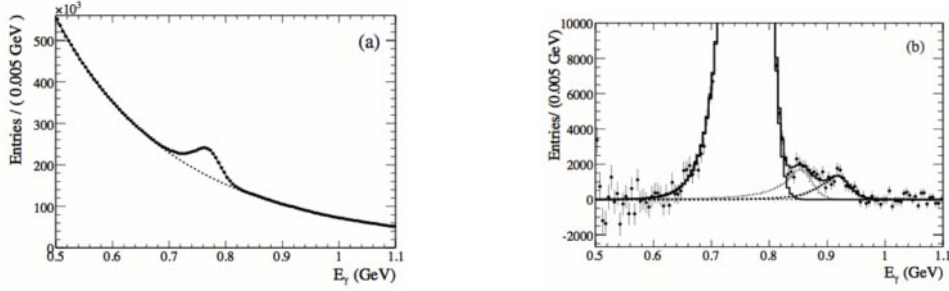 ×10³
(a)
500
400
300
200
100
0
0.5 0.6 0.7 0.8 0.9 1 1.1
Entries / ( 0.005 GeV )
Eγ (GeV)
(b)
10000
8000
6000
4000
2000
0
-2000
0.5 0.6 0.7 0.8 0.9 1 1.1
Entries/ (0.005 GeV)
Eγ (GeV)